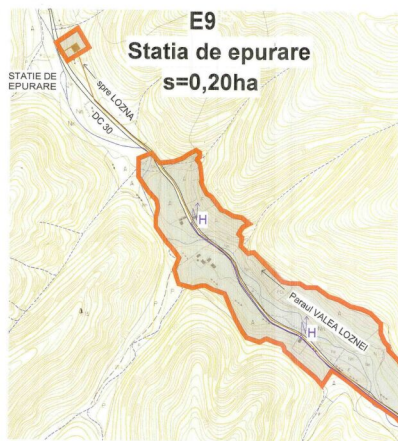 E9
Statia de epurare
s=0,20ha
STATIE DE
EPURARE
spre LOZNA
DC 30
H
Paraul VALEA LOZNEI
H